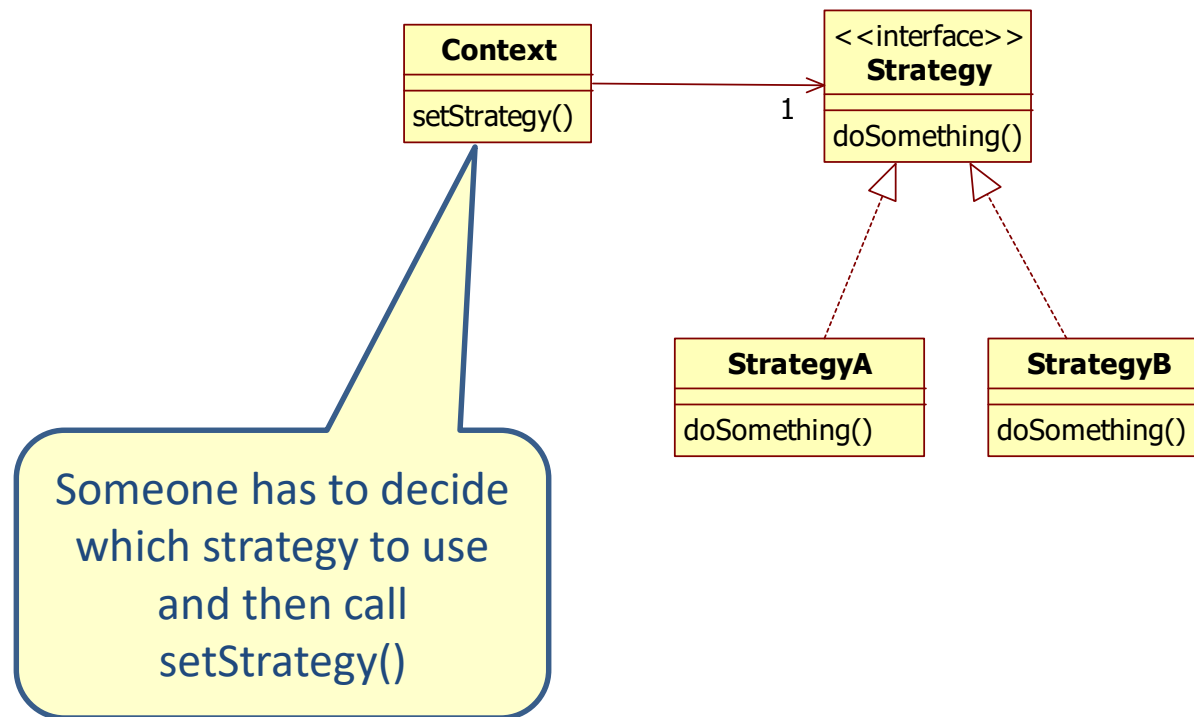 Context
setStrategy()
1
<<interface>>
Strategy
doSomething()
StrategyA
doSomething()
StrategyB
doSomething()
Someone has to decide
which strategy to use
and then call
setStrategy()